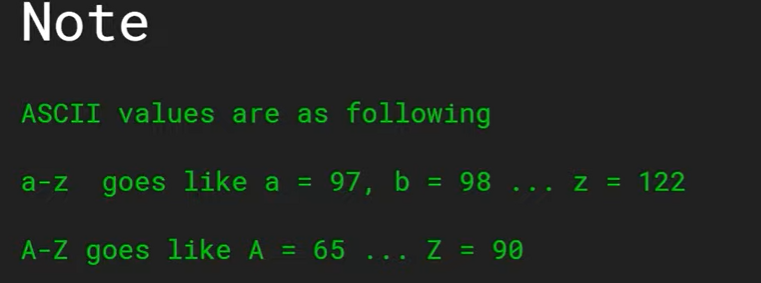 Note
ASCII values are as following
a-z  goes like a = 97, b = 98 ... z = 122
A-Z goes like A = 65 ... Z = 90